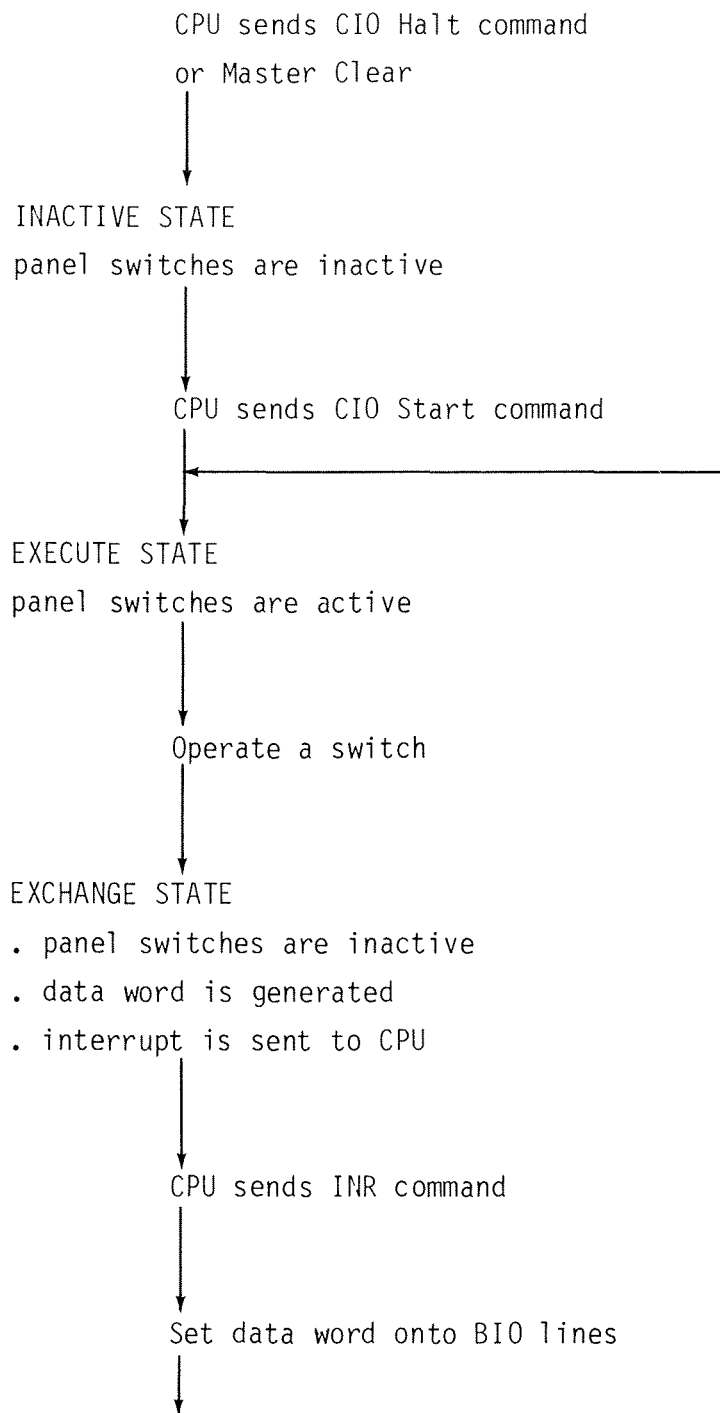 CPU sends CIO Halt command
or Master Clear
INACTIVE STATE
panel switches are inactive
CPU sends CIO Start command
EXECUTE STATE
panel switches are active
Operate a switch
EXCHANGE STATE
. panel switches are inactive
. data word is generated
. interrupt is sent to CPU
CPU sends INR command
Set data word onto BIO lines